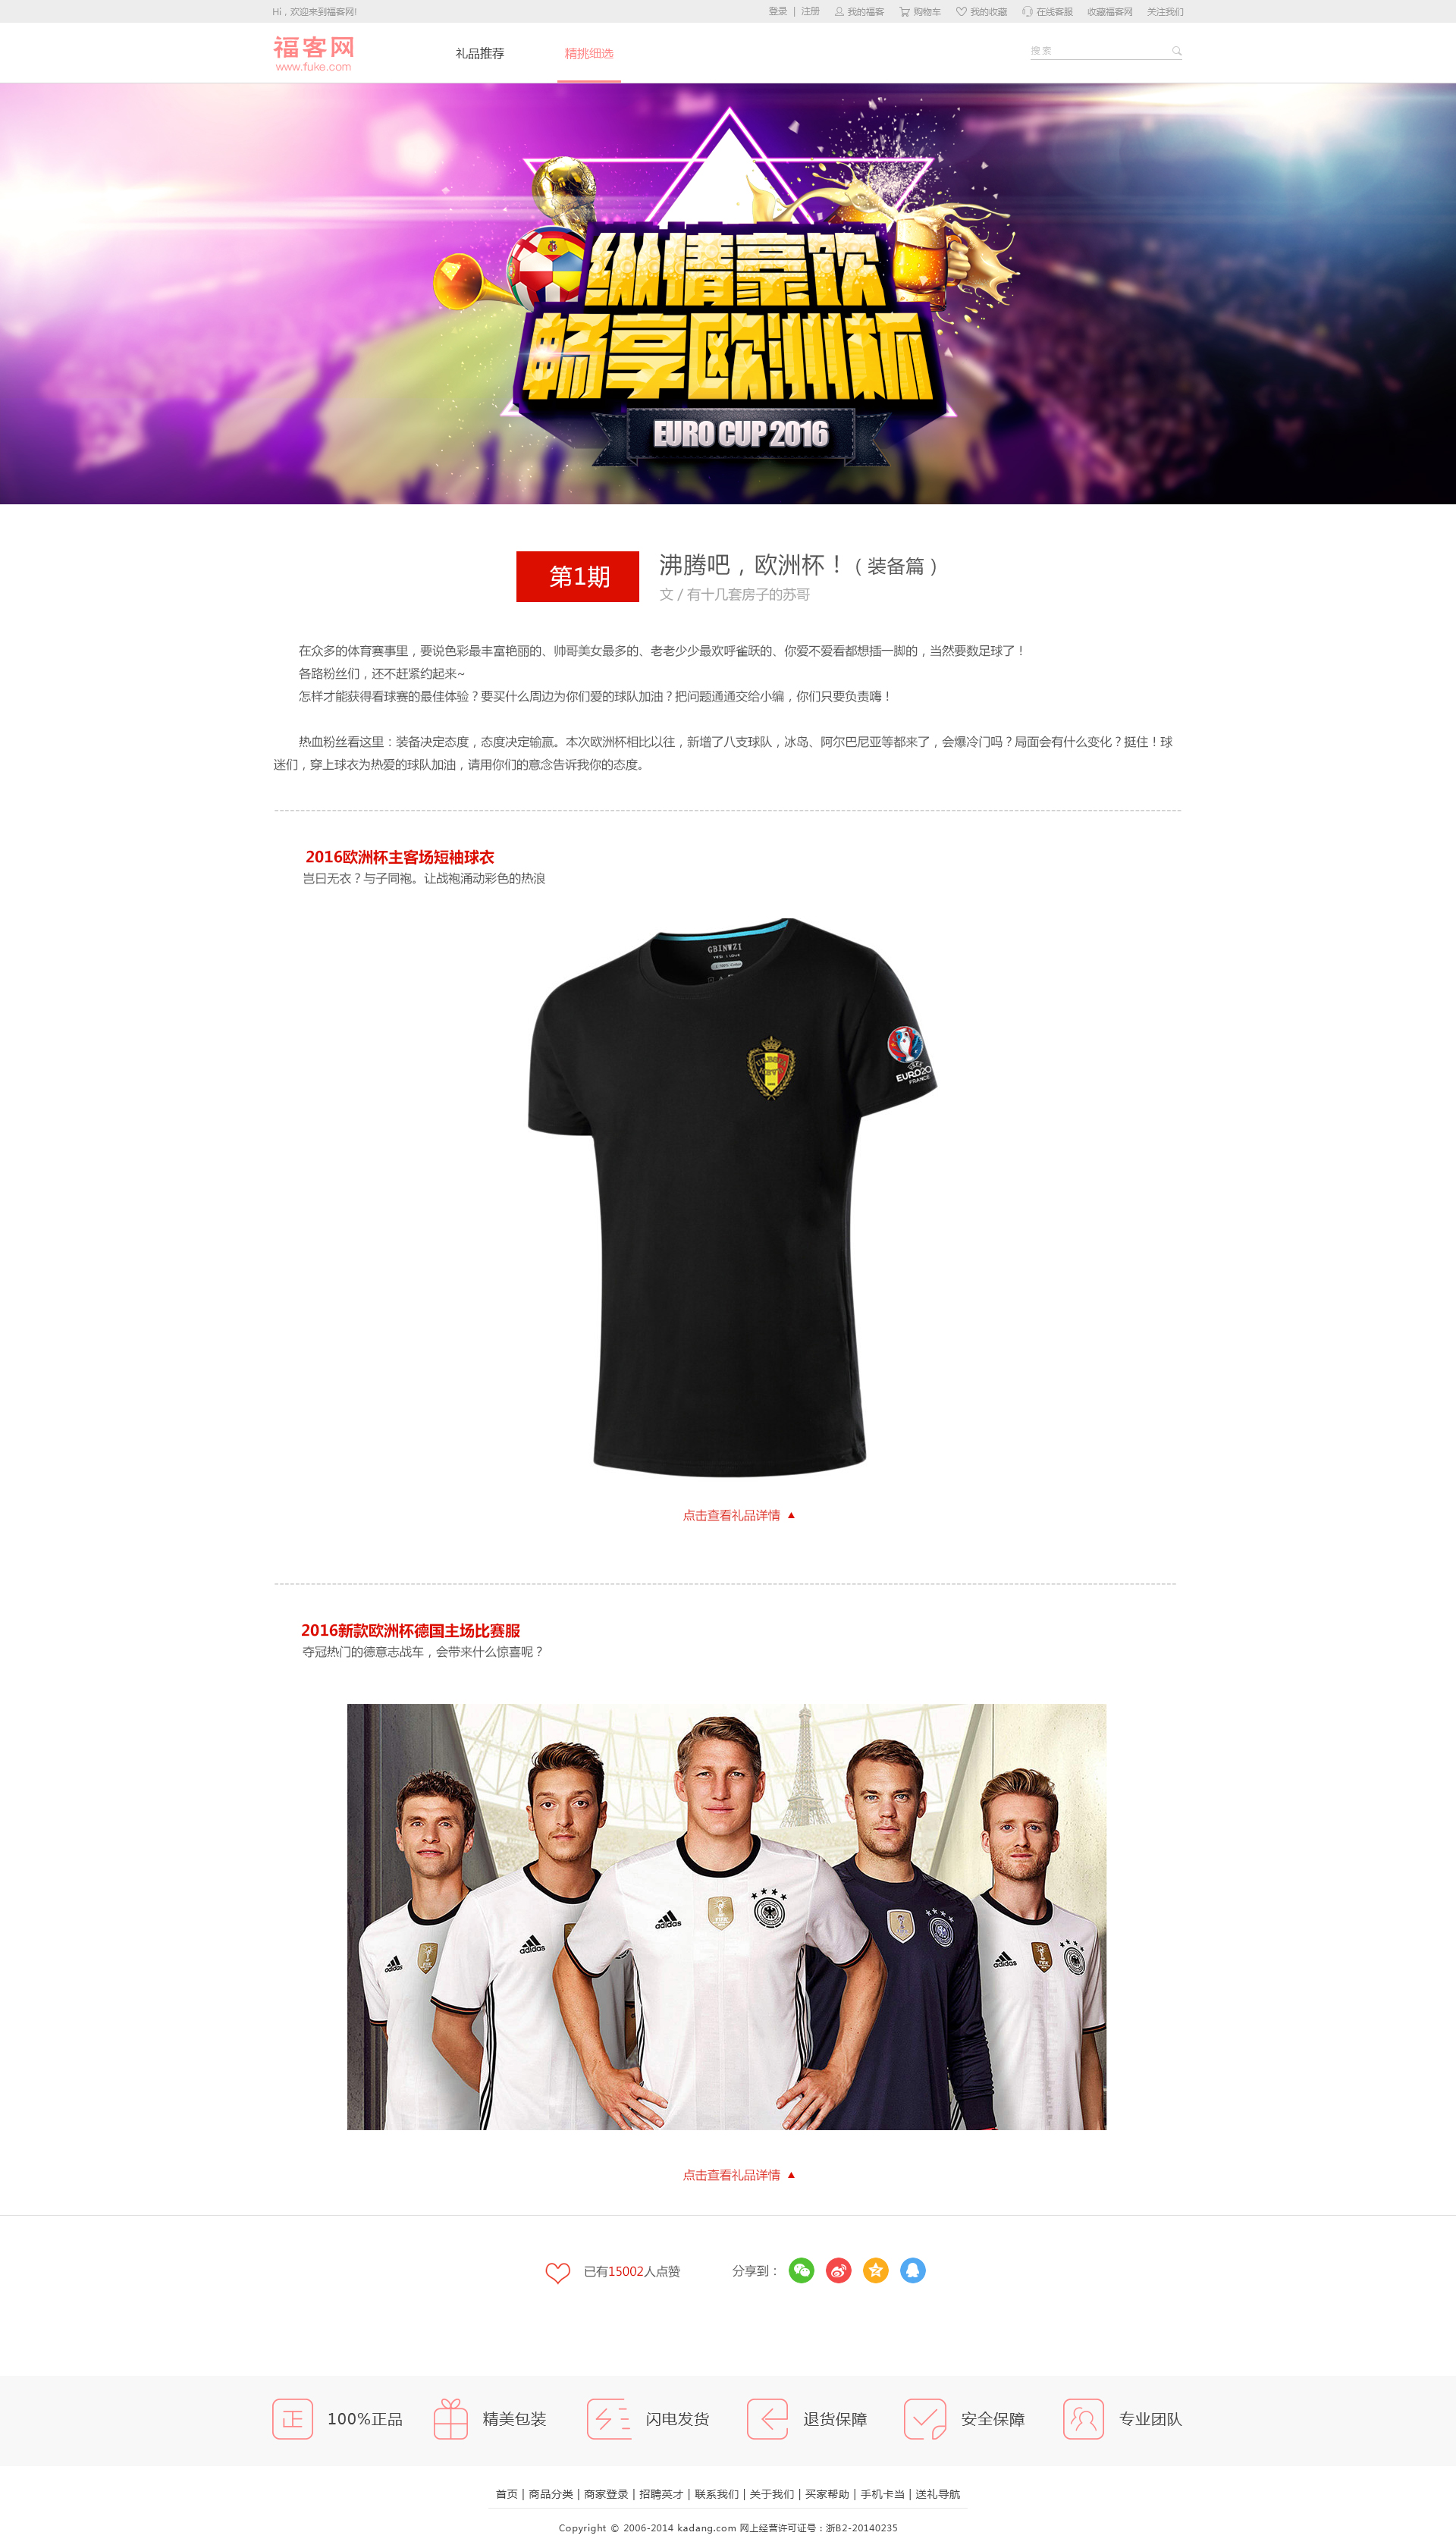 Hi，欢迎来到福客网!
登录 | 注册 我的福客 购物车 我的收藏 在线客服 收藏福客网 关注我们
福客网
www.fuke.com
礼品推荐 精挑细选
搜索
纵情豪饮
畅享欧洲杯
EURO CUP 2016
第1期
沸腾吧，欧洲杯！（装备篇）
文 / 有十几套房子的苏哥
在众多的体育赛事里，要说色彩最丰富艳丽的、帅哥美女最多的、老老少少最欢呼雀跃的、你爱不爱看都想插一脚的，当然要数足球了！
各路粉丝们，还不赶紧约起来~
怎样才能获得看球赛的最佳体验？要买什么周边为你们爱的球队加油？把问题通通交给小编，你们只要负责嗨！
热血粉丝看这里：装备决定态度，态度决定输赢。本次欧洲杯相比以往，新增了八支球队，冰岛、阿尔巴尼亚等都来了，会爆冷门吗？局面会有什么变化？挺住！球
迷们，穿上球衣为热爱的球队加油，请用你们的意念告诉我你的态度。
2016欧洲杯主客场短袖球衣
岂曰无衣？与子同袍。让战袍涌动彩色的热浪
GBINWZI
UEFA
EURO20
FRANCE
点击查看礼品详情
2016新款欧洲杯德国主场比赛服
夺冠热门的德意志战车，会带来什么惊喜呢？
adidas
adidas
adidas
adidas
点击查看礼品详情
已有15002人点赞 分享到：
正 100%正品 精美包装 闪电发货 退货保障 安全保障 专业团队
首页 | 商品分类 | 商家登录 | 招聘英才 | 联系我们 | 关于我们 | 买家帮助 | 手机卡当 | 送礼导航
Copyright © 2006-2014 kadang.com 网上经营许可证号：浙B2-20140235